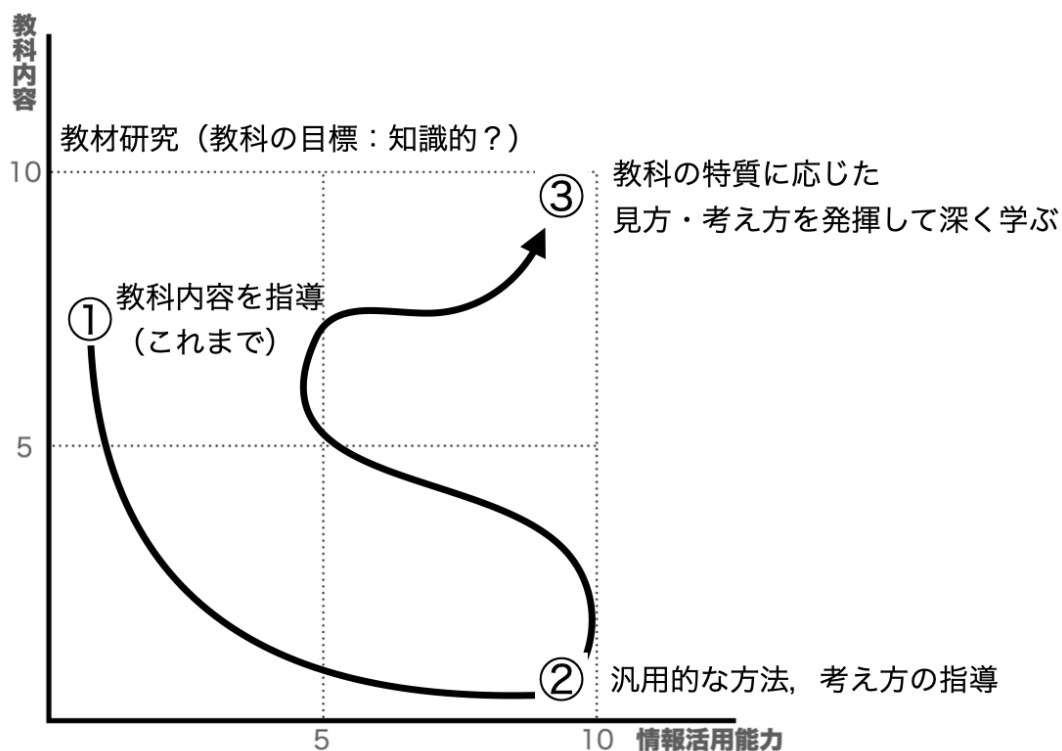 教科内容
教材研究（教科の目標：知識的？）
10
③
教科の特質に応じた
見方・考え方を発揮して深く学ぶ
①
教科内容を指導
（これまで）
5
②
汎用的な方法，考え方の指導
5
10
情報活用能力